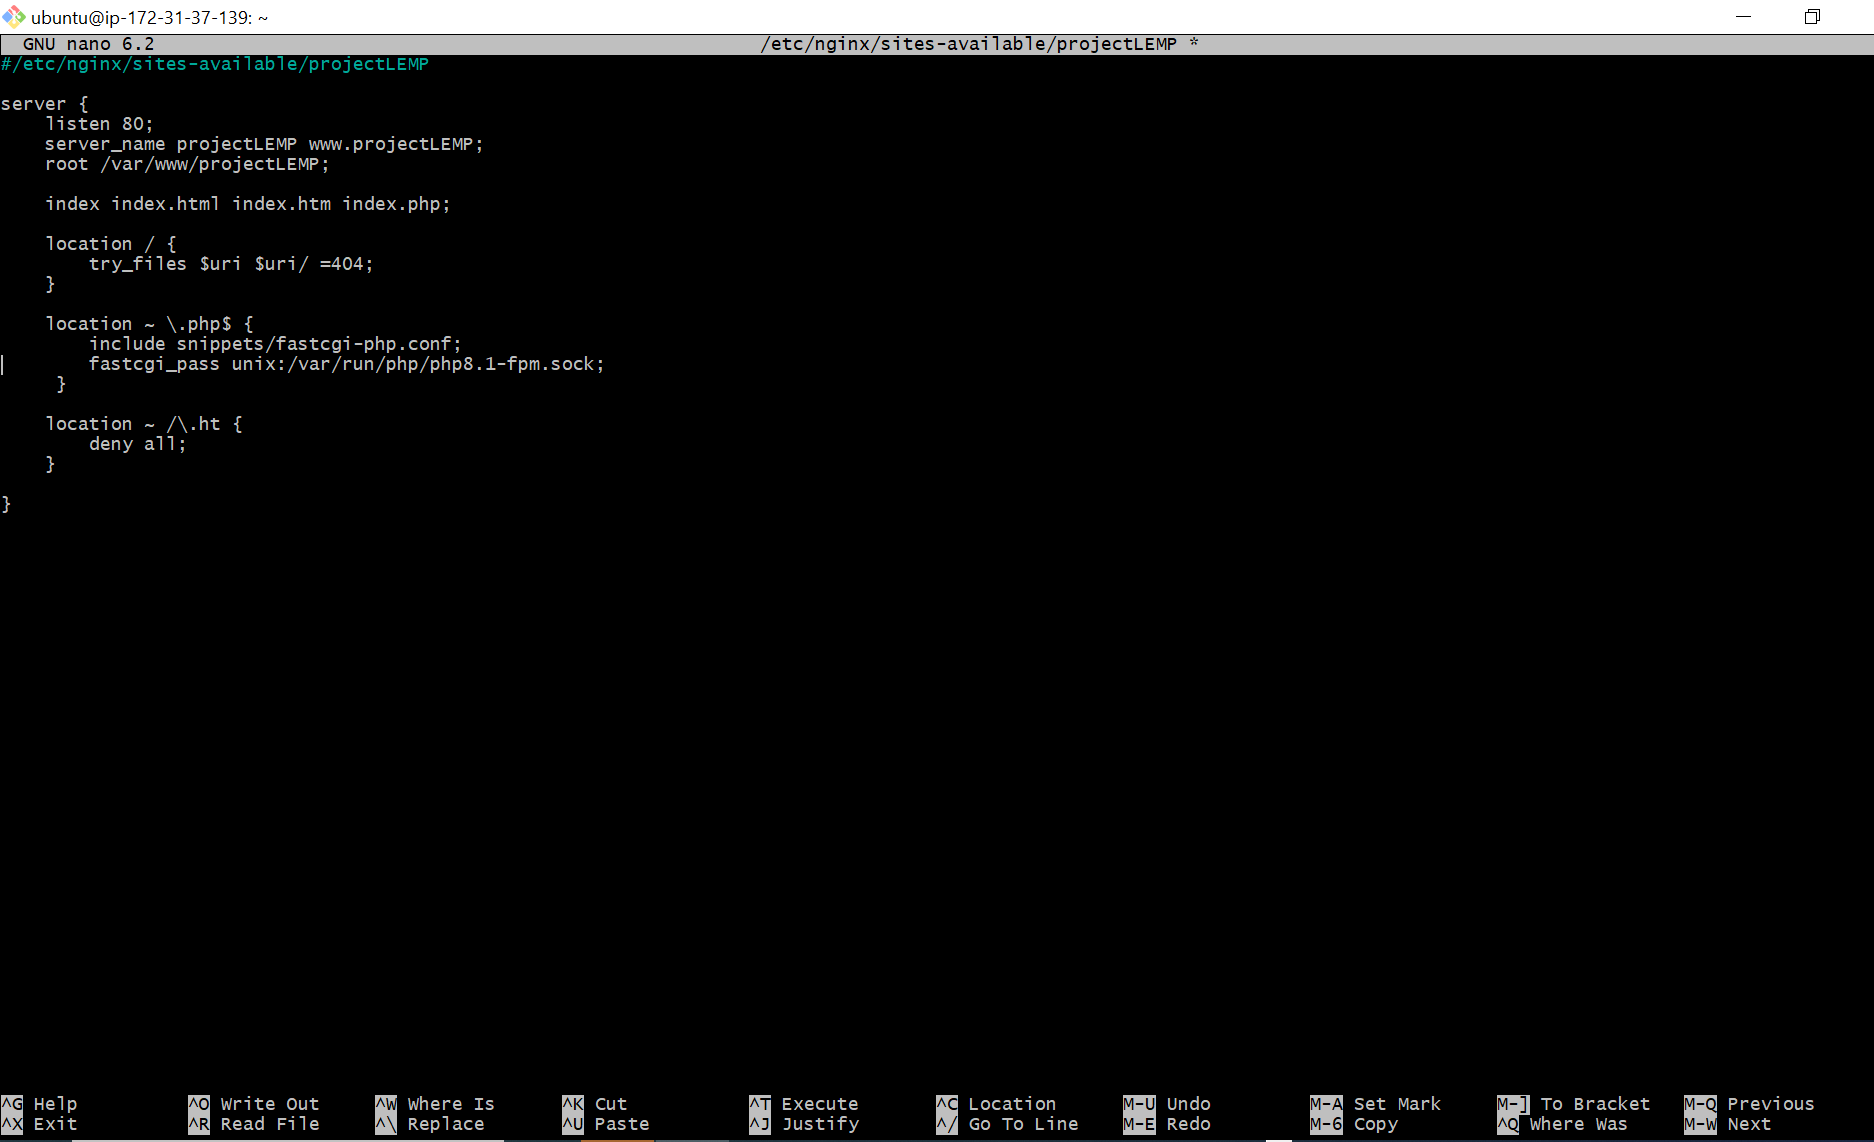 ubuntu@ip-172-31-37-139: ~
GNU nano 6.2 /etc/nginx/sites-available/projectLEMP *
#/etc/nginx/sites-available/projectLEMP
server {
listen 80;
server_name projectLEMP www.projectLEMP;
root /var/www/projectLEMP;
index index.html index.htm index.php;
location / {
try_files $uri $uri/ =404;
}
location ~ \.php$ {
include snippets/fastcgi-php.conf;
fastcgi_pass unix:/var/run/php/php8.1-fpm.sock;
}
location ~ /\.ht {
deny all;
}
}
^G Help ^O Write Out ^W Where Is ^K Cut ^T Execute ^C Location M-U Undo M-A Set Mark M-] To Bracket M-Q Previous
^X Exit ^R Read File ^\ Replace ^U Paste ^J Justify ^/ Go To Line M-E Redo M-6 Copy ^Q Where Was M-W Next